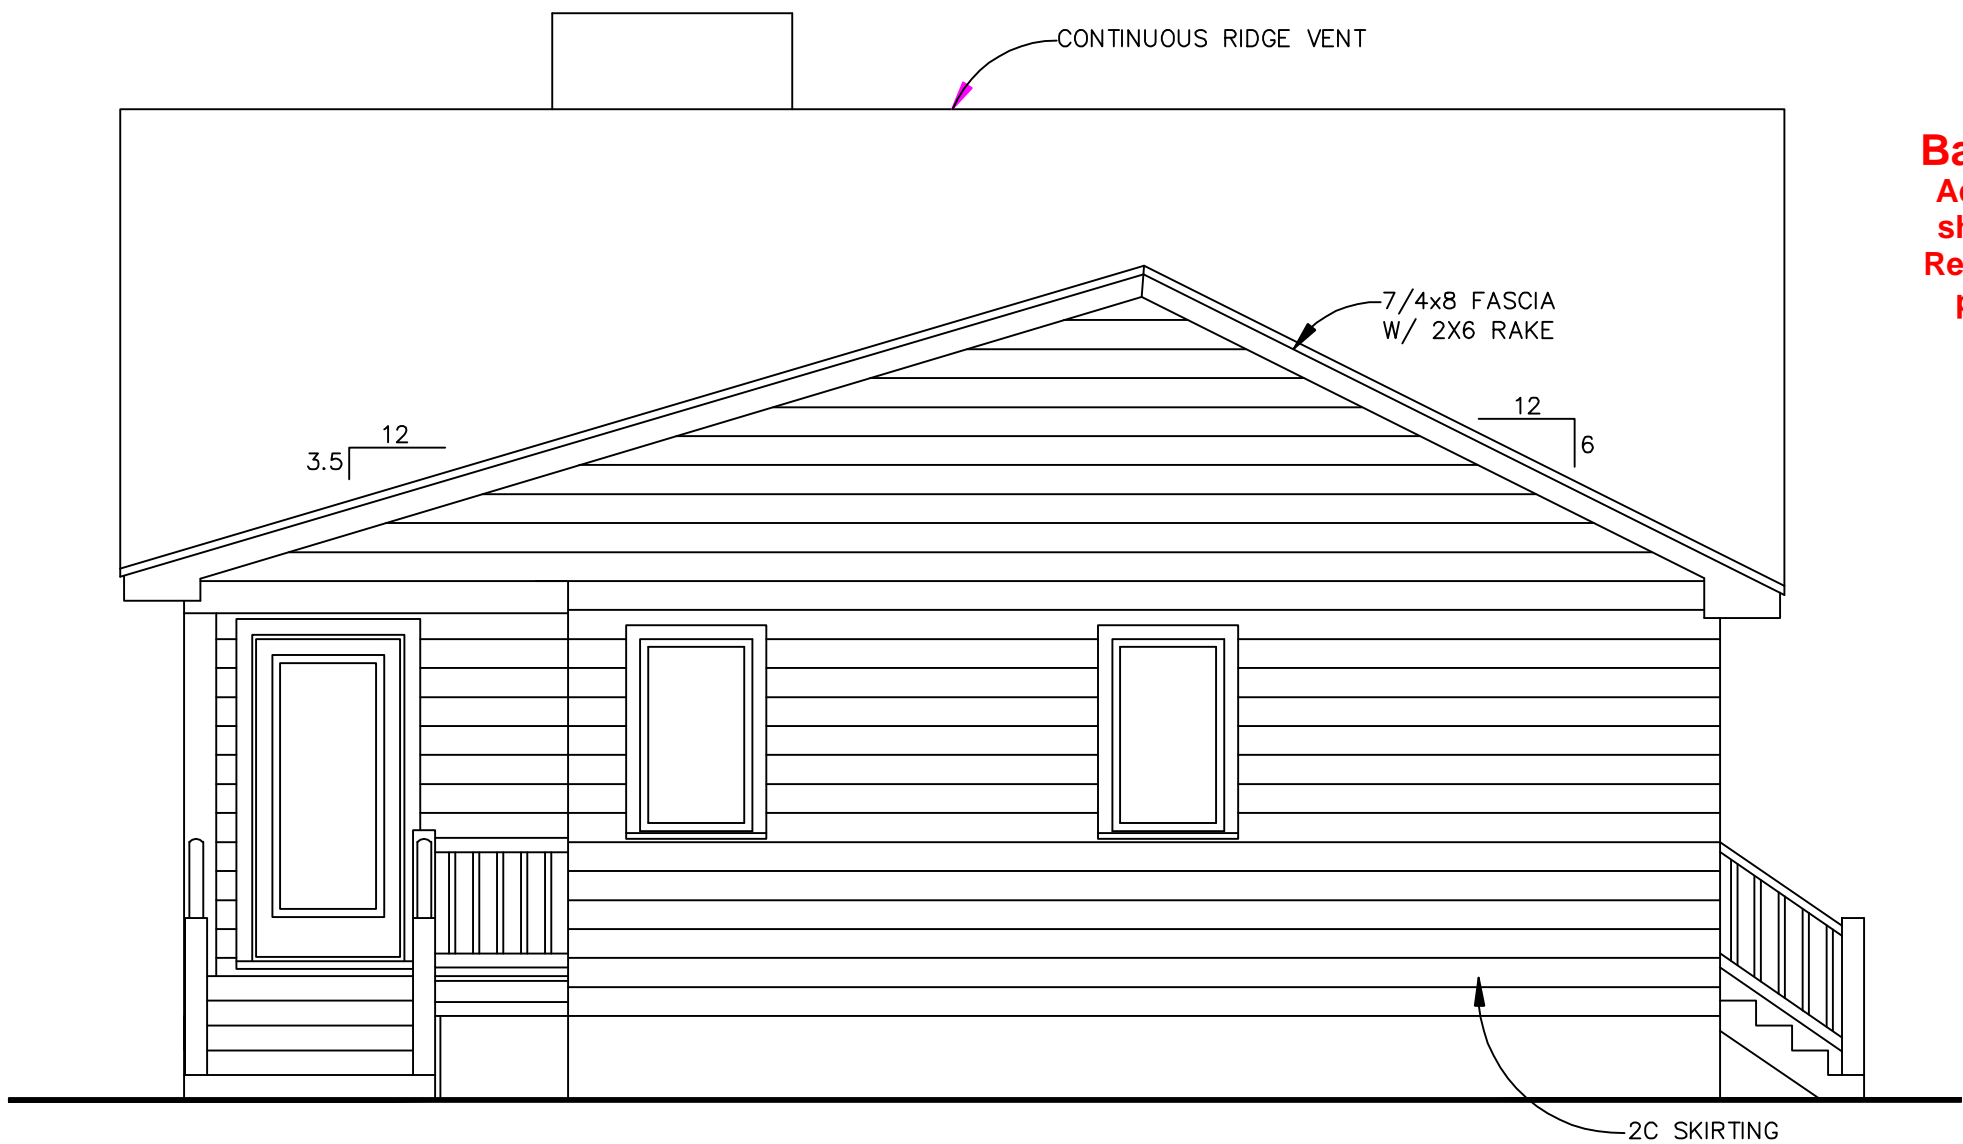 CONTINUOUS RIDGE VENT
7/4x8 FASCIA
W/ 2X6 RAKE
12
6
12
3.5
2C SKIRTING